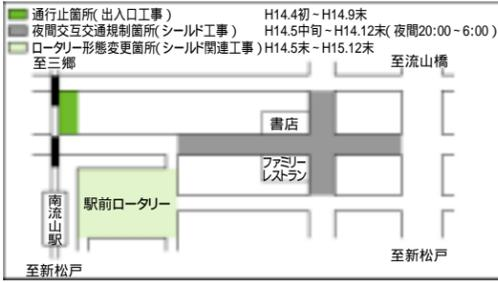 通行止箇所(出入口工事) H14.4初~H14.9末
夜間交互交通規制箇所(シールド工事) H14.5中旬~H14.12末(夜間20:00~6:00)
ロータリー形態変更箇所(シールド関連工事) H14.5末~H15.12末
至三郷
至流山橋
書店
ファミリー
レストラン
駅前ロータリー
南流山駅
至新松戸
至新松戸